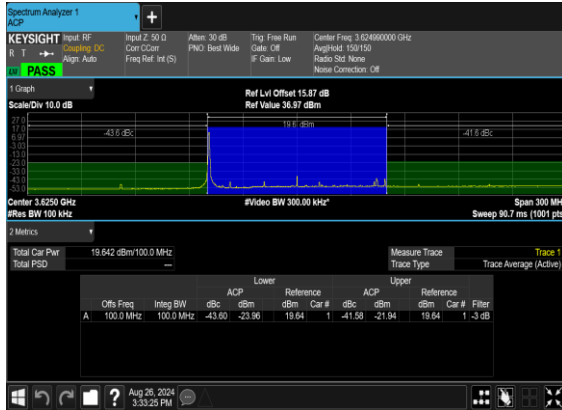 Spectrum Analyzer 1
ACP
+
KEYSIGHT Input: RF Input Z: 50 Ω Atten: 30 dB Trig: Free Run Center Freq: 3.624990000 GHz
R T Coupling: DC Corr CCorr PNO: Best Wide Gate: Off Avg|Hold: 150/150
Align: Auto Freq Ref: Int (S) IF Gain: Low Radio Std: None
PASS Noise Correction: Off
1 Graph
Ref Lvl Offset 15.87 dB
Scale/Div 10.0 dB Ref Value 36.97 dBm
27.0
17.0
6.97
-3.03
-13.0
-23.0
-33.0
-43.0
-53.0
-43.6 dBc 19.6 dBm -41.6 dBc
Center 3.6250 GHz #Video BW 300.00 kHz* Span 300 MH
#Res BW 100 kHz Sweep 90.7 ms (1001 pts
2 Metrics
Total Car Pwr 19.642 dBm/100.0 MHz Measure Trace Trace 1
Total PSD --- Trace Type Trace Average (Active)
Lower Upper
ACP Reference ACP Reference
Offs Freq Integ BW dBc dBm dBm Car # dBc dBm dBm Car # Filter
A 100.0 MHz 100.0 MHz -43.60 -23.96 19.64 1 -41.58 -21.94 19.64 1 -3 dB
? Aug 26, 2024
3:33:25 PM